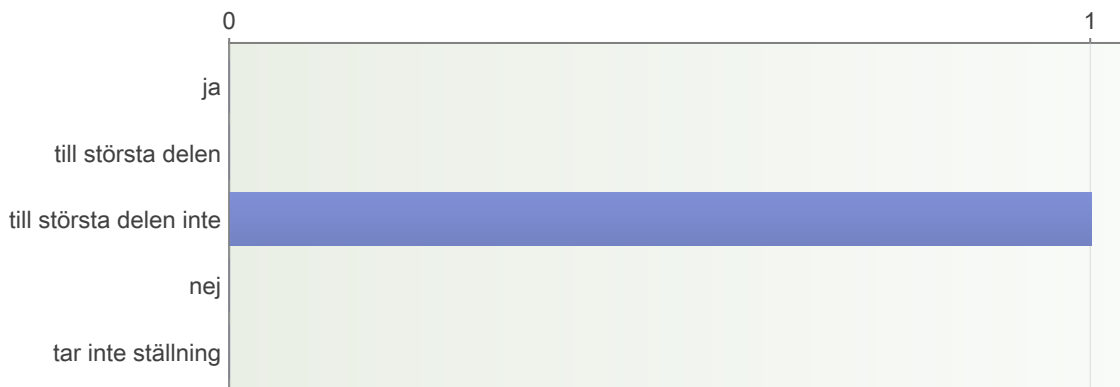 0 1
ja
till största delen
till största delen inte
nej
tar inte ställning